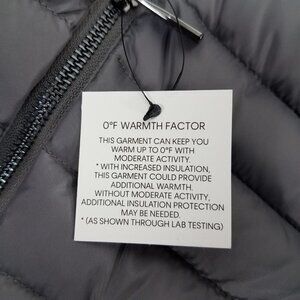 0°F WARMTH FACTOR
THIS GARMENT CAN KEEP YOU
WARM UP TO 0°F WITH
MODERATE ACTIVITY.
* WITH INCREASED INSULATION,
THIS GARMENT COULD PROVIDE
ADDITIONAL WARMTH.
WITHOUT MODERATE ACTIVITY,
ADDITIONAL INSULATION PROTECTION
MAY BE NEEDED.
* (AS SHOWN THROUGH LAB TESTING)